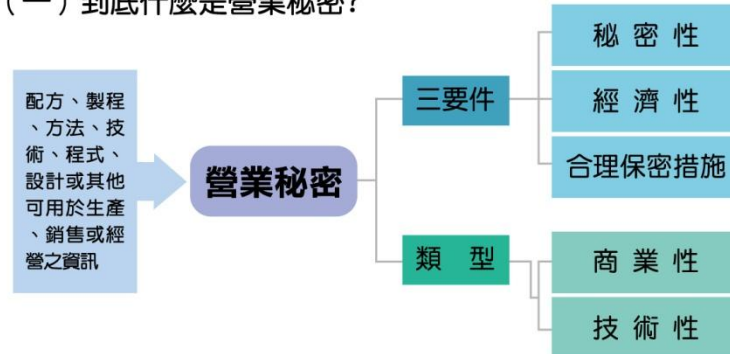 （一）到底什麼是營業秘密？
配方、製程
、方法、技
術、程式、
設計或其他
可用於生產
、銷售或經
營之資訊
營業秘密
三要件
秘密性
經濟性
合理保密措施
類型
商業性
技術性